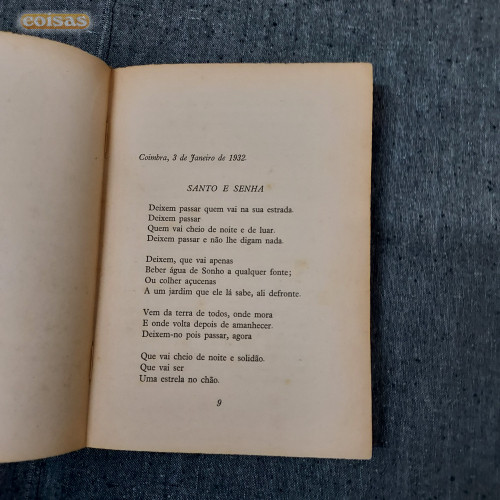 coisas
Coimbra, 3 de Janeiro de 1932.
SANTO E SENHA
Deixem passar quem vai na sua estrada.
Deixem passar
Quem vai cheio de noite e de luar.
Deixem passar e não lhe digam nada.
Deixem, que vai apenas
Beber água de Sonho a qualquer fonte;
Ou colher açucenas
A um jardim que ele lá sabe, ali defronte.
Vem da terra de todos, onde mora
E onde volta depois de amanhecer.
Deixem-no pois passar, agora
Que vai cheio de noite e solidão.
Que vai ser
Uma estrela no chão.
9